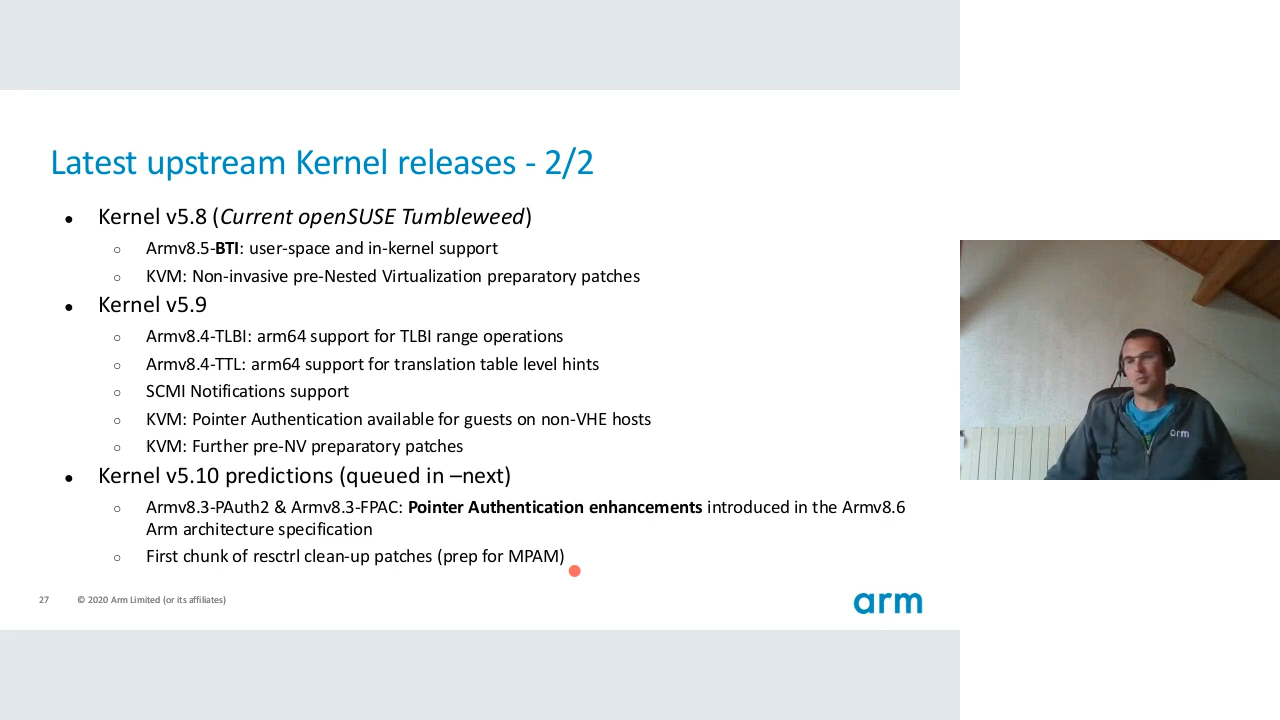 Latest upstream Kernel releases - 2/2
● Kernel v5.8 (Current openSUSE Tumbleweed)
○ Armv8.5-BTI: user-space and in-kernel support
○ KVM: Non-invasive pre-Nested Virtualization preparatory patches
● Kernel v5.9
○ Armv8.4-TLBI: arm64 support for TLBI range operations
○ Armv8.4-TTL: arm64 support for translation table level hints
○ SCMI Notifications support
○ KVM: Pointer Authentication available for guests on non-VHE hosts
○ KVM: Further pre-NV preparatory patches
● Kernel v5.10 predictions (queued in –next)
○ Armv8.3-PAuth2 & Armv8.3-FPAC: Pointer Authentication enhancements introduced in the Armv8.6
Arm architecture specification
○ First chunk of resctrl clean-up patches (prep for MPAM)
27 © 2020 Arm Limited (or its affiliates)
arm
arm